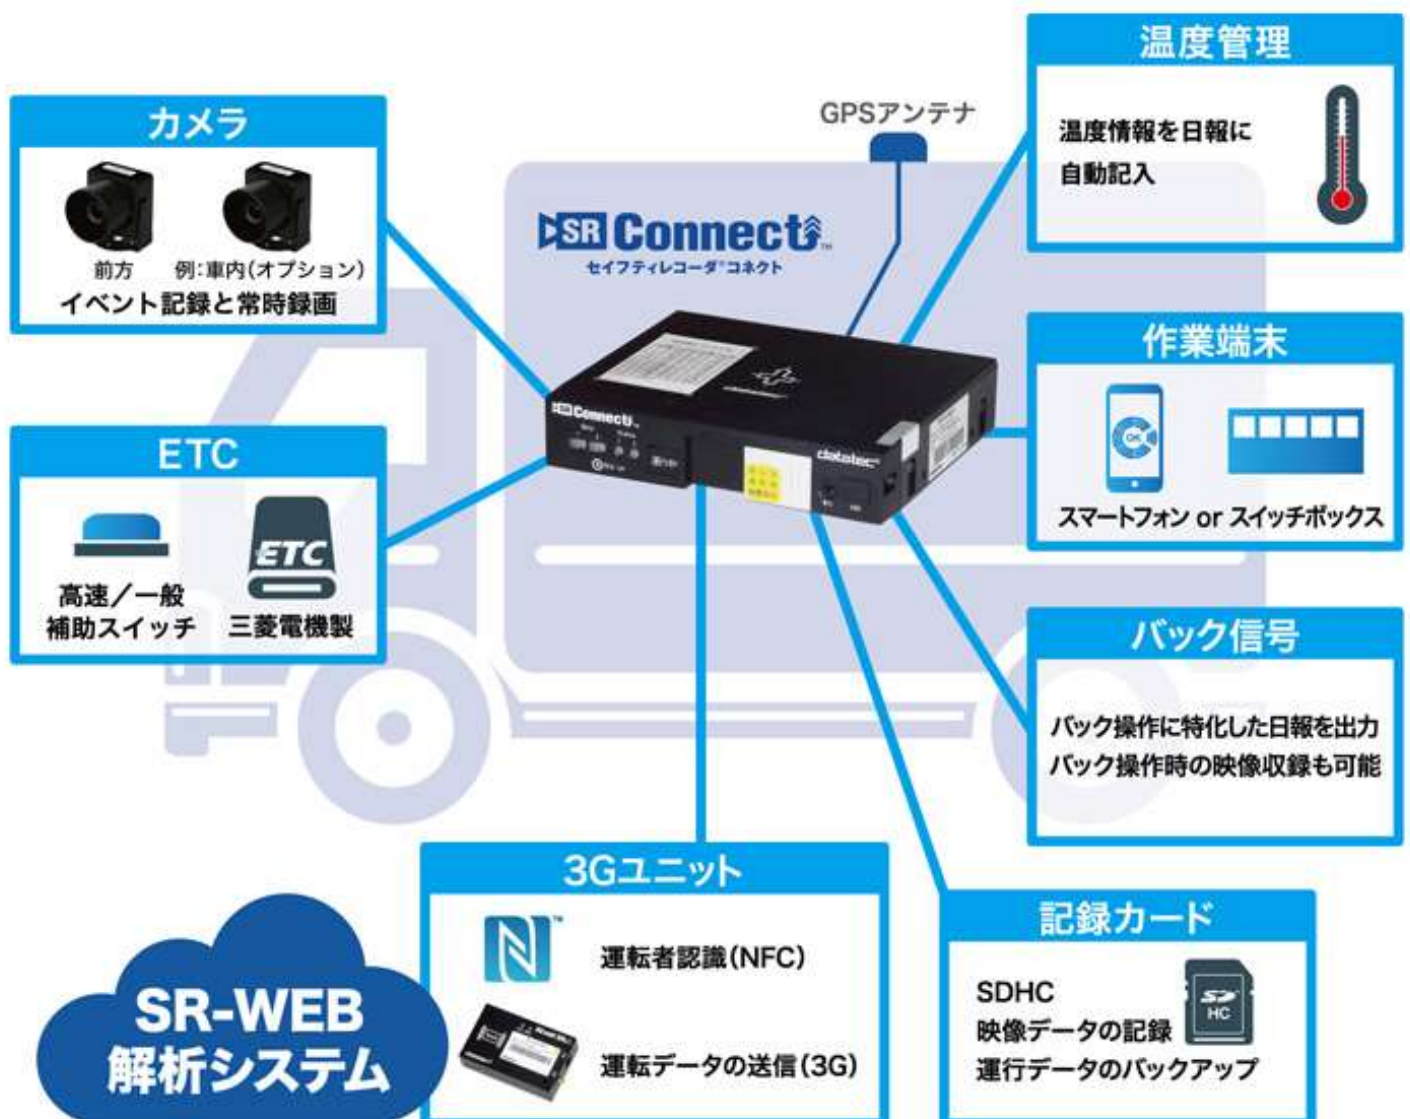 温度管理
温度情報を日報に
自動記入
GPSアンテナ
カメラ
前方
例:車内(オプション)
イベント記録と常時録画
SR Connect™
セイフティレコーダ®コネクト
作業端末
OK
スマートフォン or スイッチボックス
SR Connect
datatec
ETC
ETC
高速/一般
補助スイッチ
三菱電機製
バック信号
バック操作に特化した日報を出力
バック操作時の映像収録も可能
3Gユニット
運転者認識(NFC)
運転データの送信(3G)
記録カード
SDHC
映像データの記録
運行データのバックアップ
SD
HC
SR-WEB
解析システム